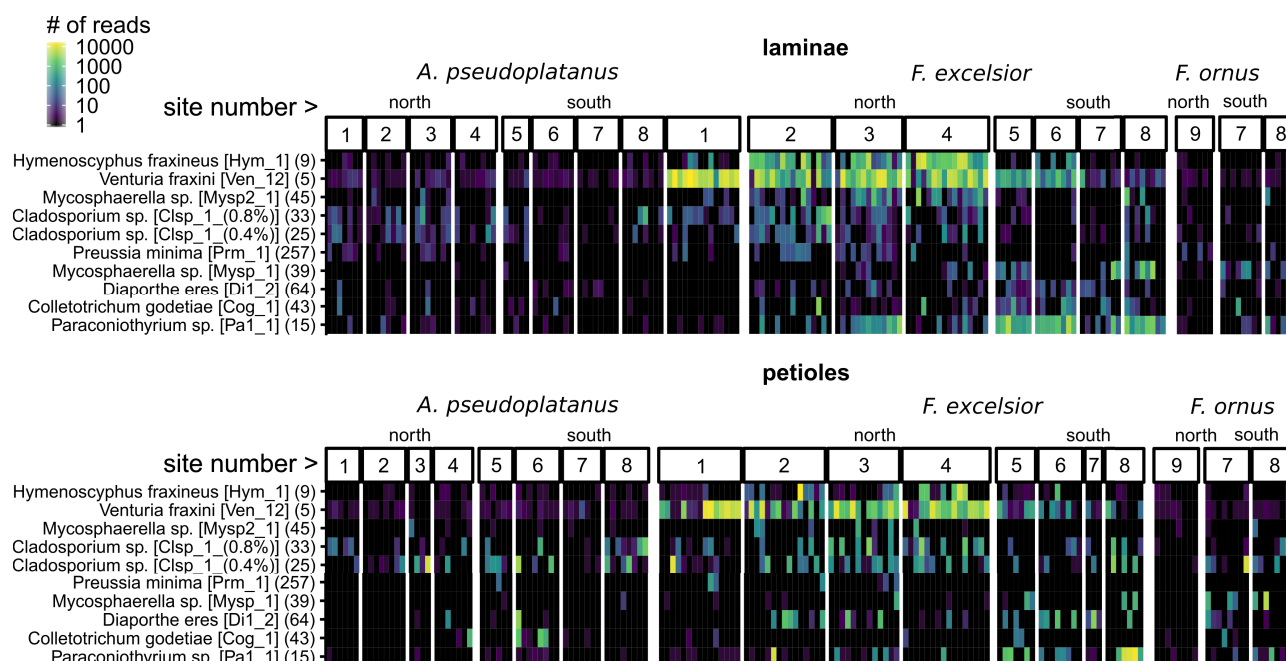 # of reads
10000
1000
100
10
1
laminae
A. pseudoplatanus F. excelsior F. ornus
site number > north south north south north south
1 2 3 4 5 6 7 8 1 2 3 4 5 6 7 8 9 7 8
Hymenoscyphus fraxineus [Hym_1] (9)
Venturia fraxini [Ven_12] (5)
Mycosphaerella sp. [Mysp2_1] (45)
Cladosporium sp. [Clsp_1_(0.8%)] (33)
Cladosporium sp. [Clsp_1_(0.4%)] (25)
Preussia minima [Prm_1] (257)
Mycosphaerella sp. [Mysp_1] (39)
Diaporthe eres [Di1_2] (64)
Colletotrichum godetiae [Cog_1] (43)
Paraconiothyrium sp. [Pa1_1] (15)
petioles
A. pseudoplatanus F. excelsior F. ornus
north south north south north south
site number > 1 2 3 4 5 6 7 8 1 2 3 4 5 6 7 8 9 7 8
Hymenoscyphus fraxineus [Hym_1] (9)
Venturia fraxini [Ven_12] (5)
Mycosphaerella sp. [Mysp2_1] (45)
Cladosporium sp. [Clsp_1_(0.8%)] (33)
Cladosporium sp. [Clsp_1_(0.4%)] (25)
Preussia minima [Prm_1] (257)
Mycosphaerella sp. [Mysp_1] (39)
Diaporthe eres [Di1_2] (64)
Colletotrichum godetiae [Cog_1] (43)
Paraconiothyrium sp. [Pa1_1] (15)